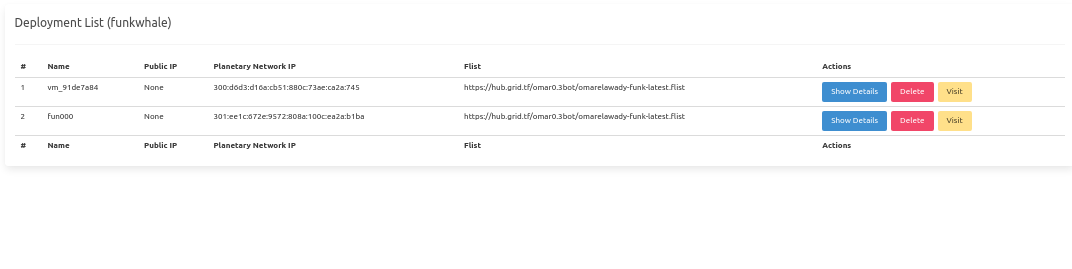 Deployment List (funkwhale)
# Name Public IP Planetary Network IP Flist Actions
1 vm_91de7a84 None 300:d6d3:d16a:cb51:880c:73ae:ca2a:745 https://hub.grid.tf/omar0.3bot/omarelawady-funk-latest.flist Show Details Delete Visit
2 fun000 None 301:ee1c:672e:9572:808a:100c:ea2a:b1ba https://hub.grid.tf/omar0.3bot/omarelawady-funk-latest.flist Show Details Delete Visit
# Name Public IP Planetary Network IP Flist Actions